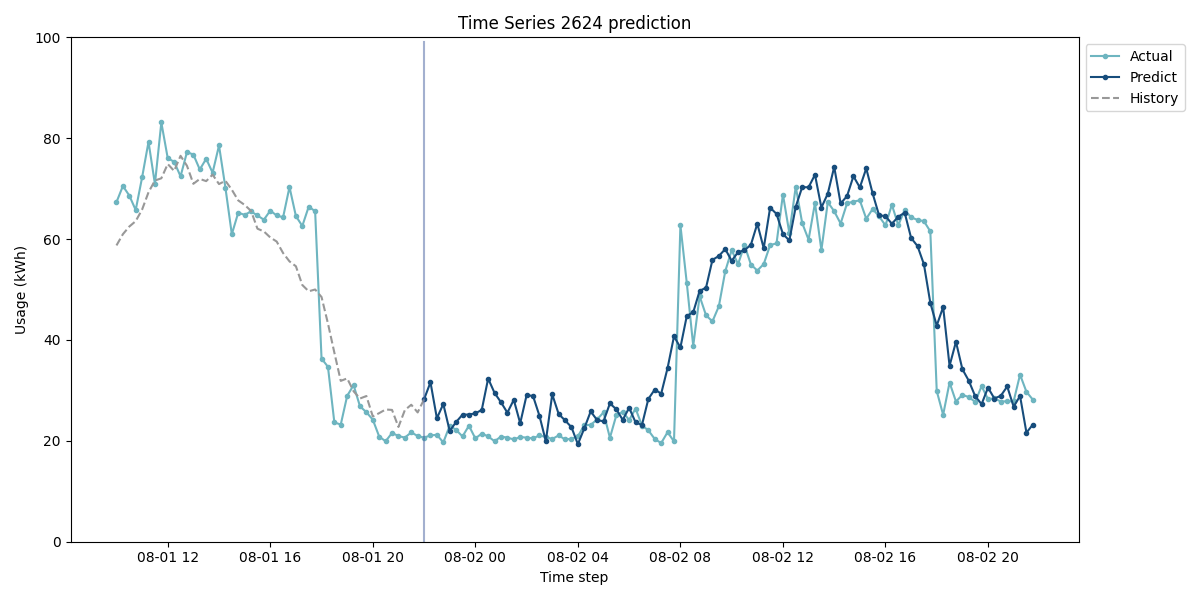 Time Series 2624 prediction
100
80
60
40
20
0
Usage (kWh)
08-01 12
08-01 16
08-01 20
08-02 00
08-02 04
08-02 08
08-02 12
08-02 16
08-02 20
Time step
Actual
Predict
History